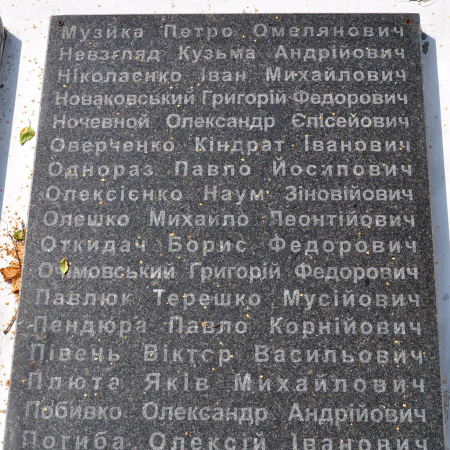 Музика Петро Омелянович
Невзгляд Кузьма Андрійович
Ніколаєнко Іван Михайлович
Новаковський Григорій Федорович
Ночевной Олександр Єлісейович
Оверченко Кіндрат Іванович
Однораз Павло Йосипович
Олексієнко Наум Зіновійович
Олешко Михайло Леонтійович
Откидач Борис Федорович
Григорій Федорович
Павлюк Терешко Мусійович
Пендюра Павло Корнійович
Півень Віктор Васильович
Плюта Яків Михайлович
Побивко Олександр Андрійович
Погиба Олексій Іванович